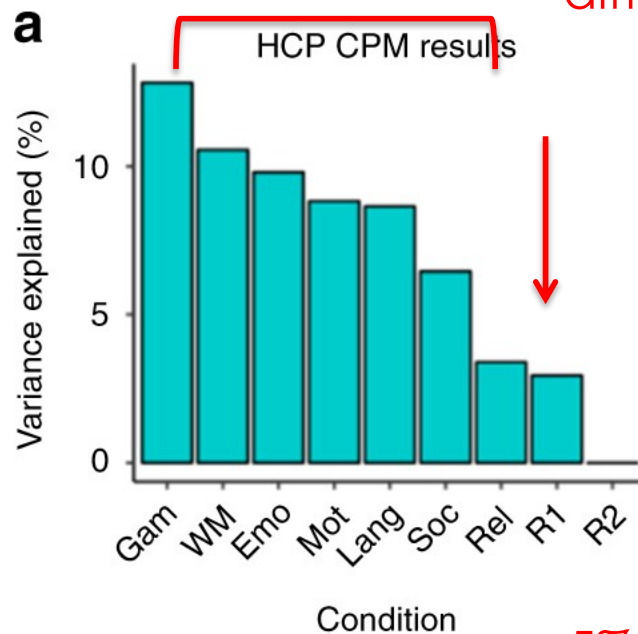 a
HCP CPM results
Variance explained (%)
10
5
0
Gam
WM
Emo
Mot
Lang
Soc
Rel
R1
R2
Condition